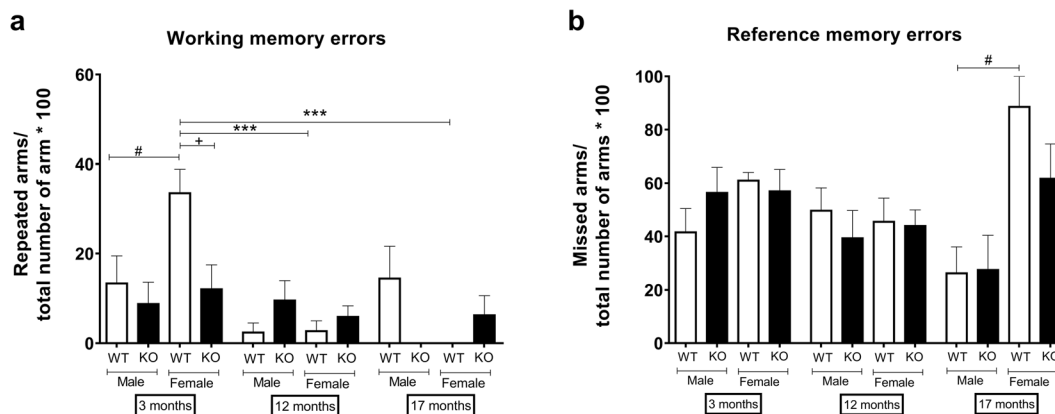 a
Working memory errors
Repeated arms/
total number of arm * 100
60
40
20
0
#
+
***
***
WT KO WT KO WT KO WT KO WT KO WT KO
Male Female Male Female Male Female
3 months 12 months 17 months
b
Reference memory errors
Missed arms/
total number of arms * 100
100
80
60
40
20
0
#
WT KO WT KO WT KO WT KO WT KO WT KO
Male Female Male Female Male Female
3 months 12 months 17 months